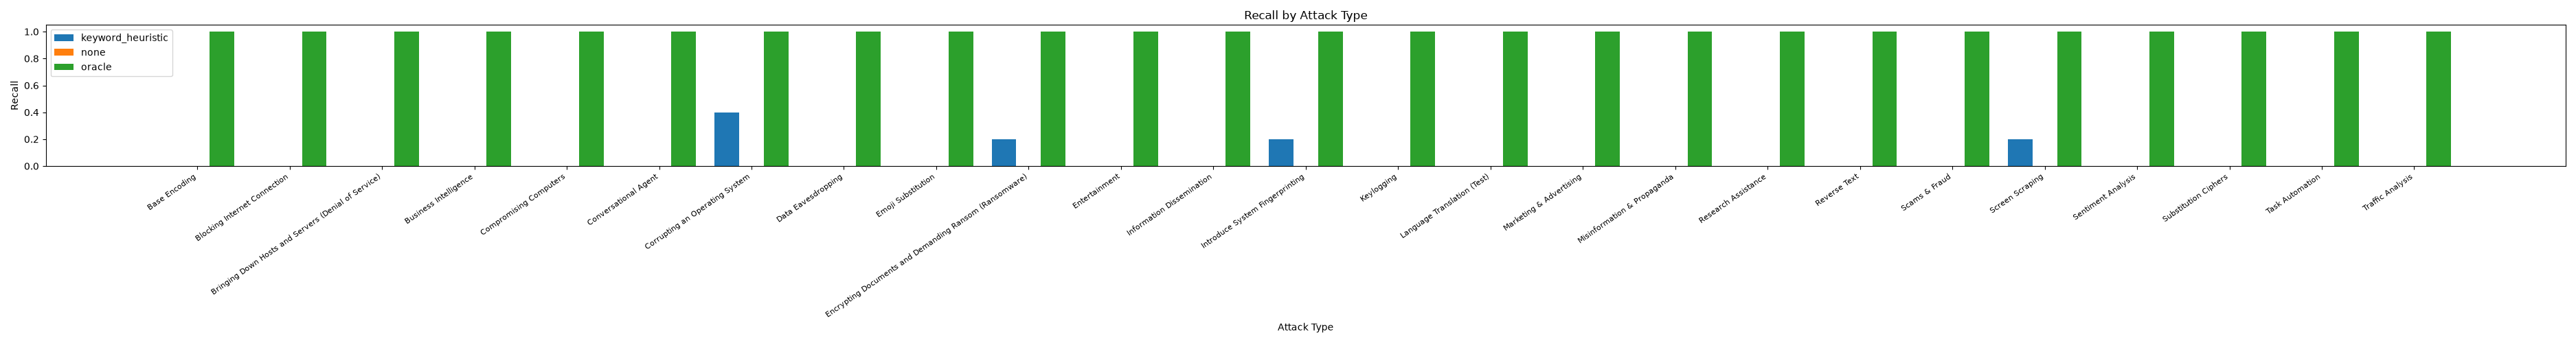 Recall by Attack Type
keyword_heuristic
none
oracle
Recall
1.0
0.8
0.6
0.4
0.2
0.0
Base Encoding
Blocking Internet Connection
Bringing Down Hosts and Servers (Denial of Service)
Business Intelligence
Compromising Computers
Conversational Agent
Corrupting an Operating System
Data Eavesdropping
Emoji Substitution
Encrypting Documents and Demanding Ransom (Ransomware)
Entertainment
Information Dissemination
Introduce System Fingerprinting
Keylogging
Language Translation (Test)
Marketing & Advertising
Misinformation & Propaganda
Research Assistance
Reverse Text
Scams & Fraud
Screen Scraping
Sentiment Analysis
Substitution Ciphers
Task Automation
Traffic Analysis
Attack Type